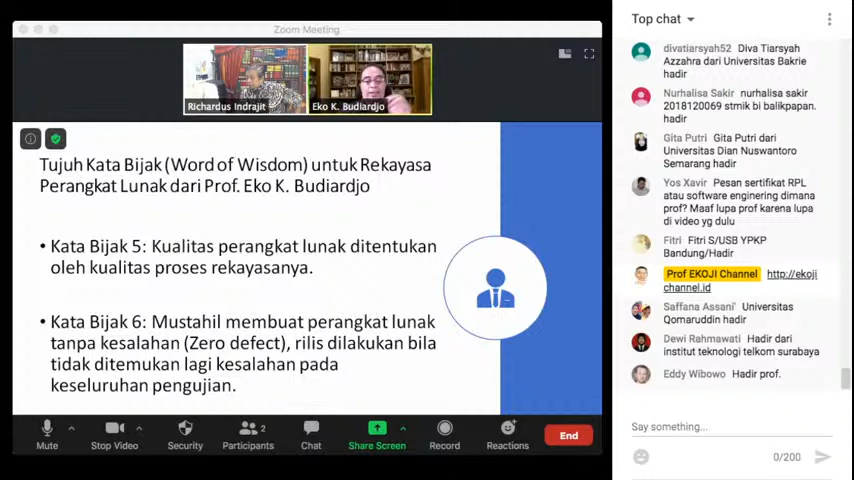 Zoom Meeting
Richardus Indrajit
Eko K. Budiardjo
Tujuh Kata Bijak (Word of Wisdom) untuk Rekayasa
Perangkat Lunak dari Prof. Eko K. Budiardjo
• Kata Bijak 5: Kualitas perangkat lunak ditentukan
oleh kualitas proses rekayasanya.
• Kata Bijak 6: Mustahil membuat perangkat lunak
tanpa kesalahan (Zero defect), rilis dilakukan bila
tidak ditemukan lagi kesalahan pada
keseluruhan pengujian.
Mute
Stop Video
Security
Participants
2
Chat
Share Screen
Record
Reactions
End
Top chat
divatiarsyah52 Diva Tiarsyah
Azzahra dari Universitas Bakrie
hadir
Nurhalisa Sakir nurhalisa sakir
2018120069 stmik bi balikpapan.
hadir
Gita Putri Gita Putri dari
Universitas Dian Nuswantoro
Semarang hadir
Yos Xavir Pesan sertifikat RPL
atau software enginering dimana
prof? Maaf lupa prof karena lupa
di video yg dulu
Fitri Fitri S/USB YPKP
Bandung/Hadir
Prof EKOJI Channel http://ekoji
channel.id
Saffana Assani' Universitas
Qomaruddin hadir
Dewi Rahmawati Hadir dari
institut teknologi telkom surabaya
Eddy Wibowo Hadir prof.
Say something...
0/200